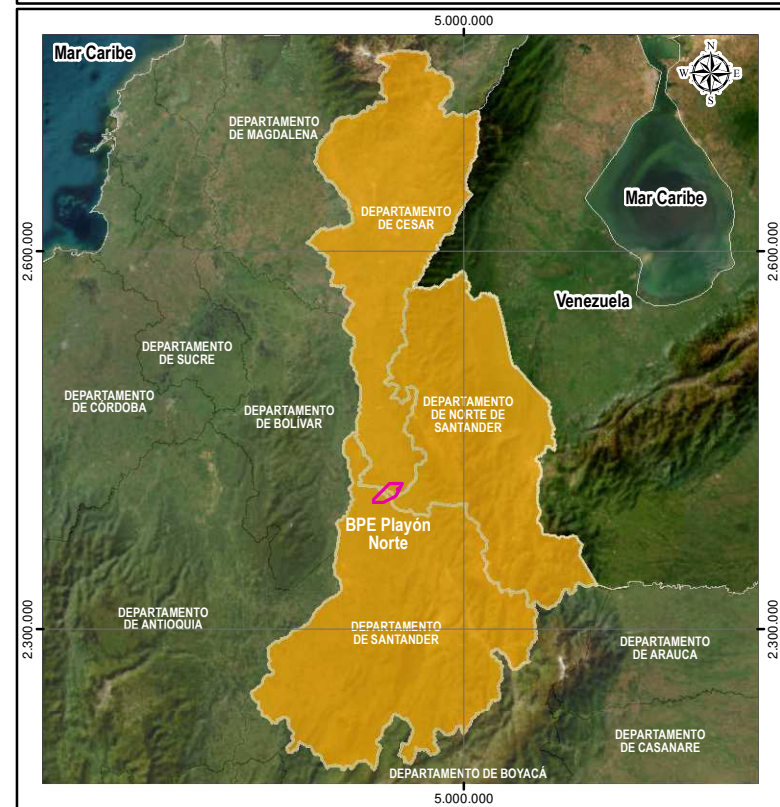 5.000.000
Mar Caribe
N
W
E
S
DEPARTAMENTO
DE MAGDALENA
DEPARTAMENTO
DE CESAR
Mar Caribe
2.600.000
2.600.000
Venezuela
DEPARTAMENTO
DE SUCRE
DEPARTAMENTO
DE CÓRDOBA
DEPARTAMENTO
DE BOLÍVAR
DEPARTAMENTO
DE NORTE DE
SANTANDER
BPE Playón
Norte
DEPARTAMENTO
DE ANTIOQUIA
DEPARTAMENTO
DE SANTANDER
2.300.000
2.300.000
DEPARTAMENTO
DE ARAUCA
DEPARTAMENTO
DE CASANARE
DEPARTAMENTO DE BOYACÁ
5.000.000